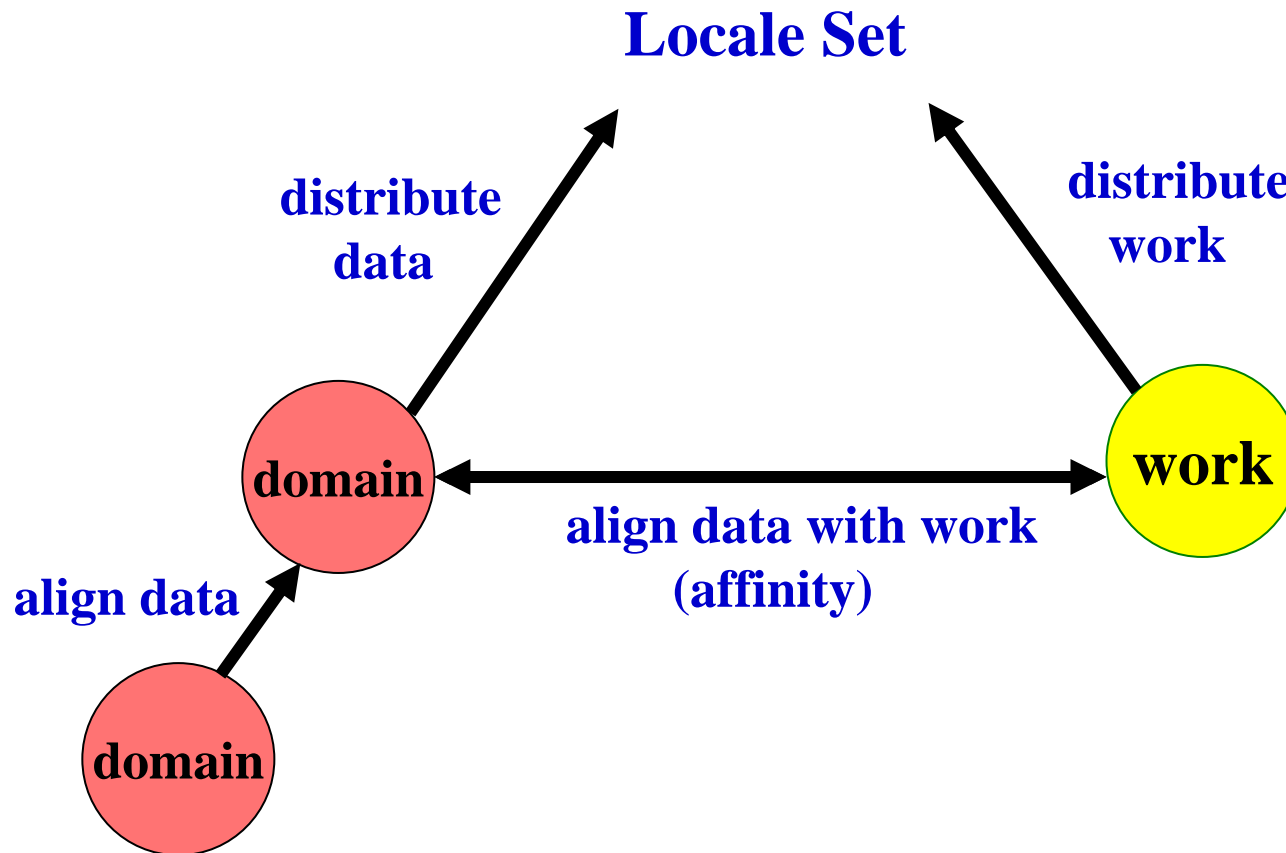 Locale Set
distribute
data
distribute
work
domain
work
align data with work
(affinity)
align data
domain